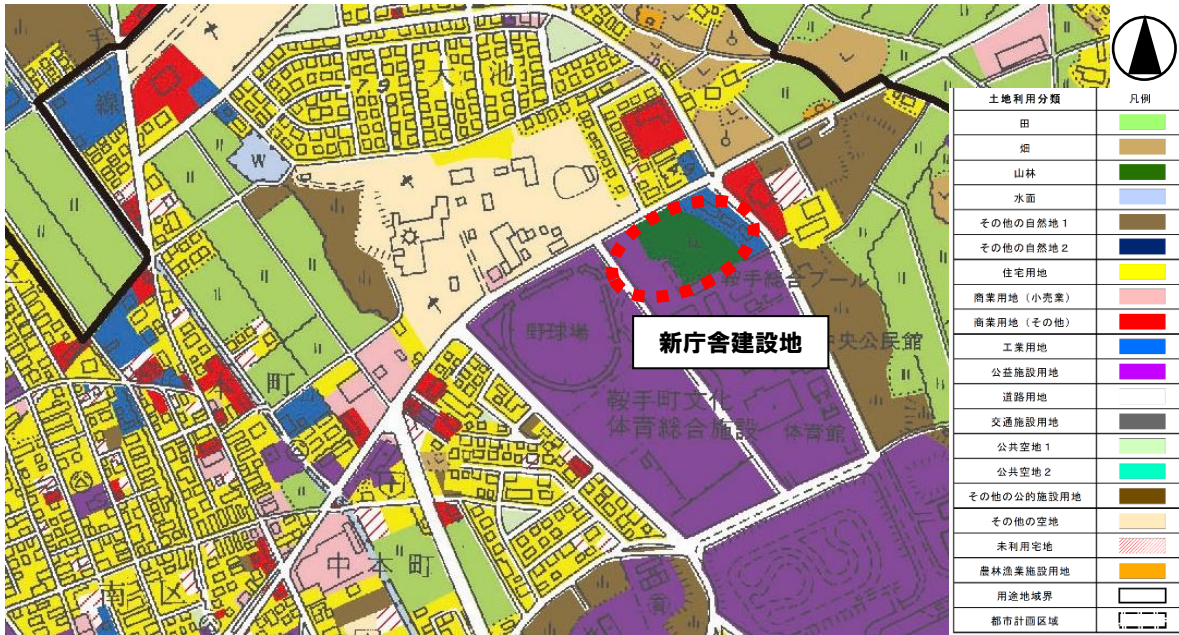 手
線
79 大池
W
鞍手総合プール
新庁舎建設地
中央公民館
野球場
鞍手町文化
体育総合施設
体育館
本町
中本町
南区
土地利用分類 凡例
田
畑
山林
水面
その他の自然地1
その他の自然地2
住宅用地
商業用地（小売業）
商業用地（その他）
工業用地
公益施設用地
道路用地
交通施設用地
公共空地1
公共空地2
その他の公的施設用地
その他の空地
未利用宅地
農林漁業施設用地
用途地域界
都市計画区域